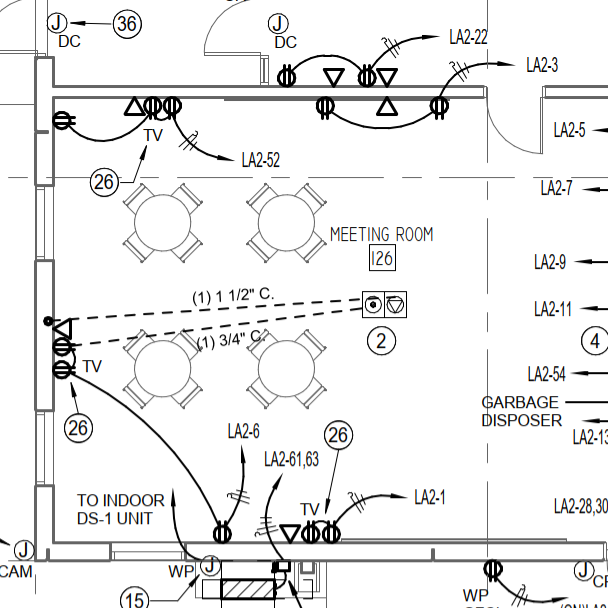 J
36
DC
J
DC
LA2-22
LA2-3
TV
LA2-52
LA2-5
26
LA2-7
MEETING ROOM
126
(1) 1 1/2" C.
LA2-9
LA2-11
(1) 3/4" C.
2
4
TV
LA2-54
GARBAGE
DISPOSER
26
LA2-6
26
LA2-13
LA2-61,63
TO INDOOR
DS-1 UNIT
TV
LA2-1
LA2-28,30
J
CAM
WP
J
J
WP
15